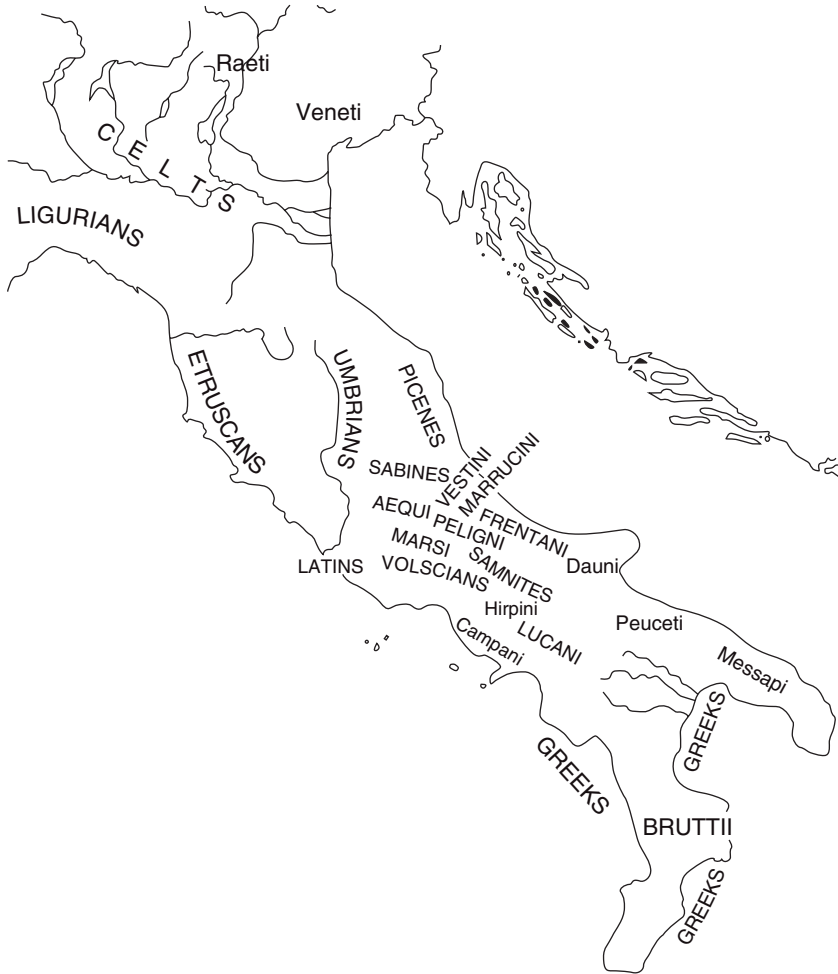 Raeti
Veneti
CELTS
LIGURIANS
ETRUSCANS
UMBRIANS
PICENES
SABINES
VESTINI
MARRUCINI
AEQUI
PELIGNI
FRENTANI
MARSI
SAMNITES
Dauni
LATINS
VOLSCIANS
Hirpini
Campani
LUCANI
Peuceti
Messapi
GREEKS
GREEKS
BRUTTII
GREEKS